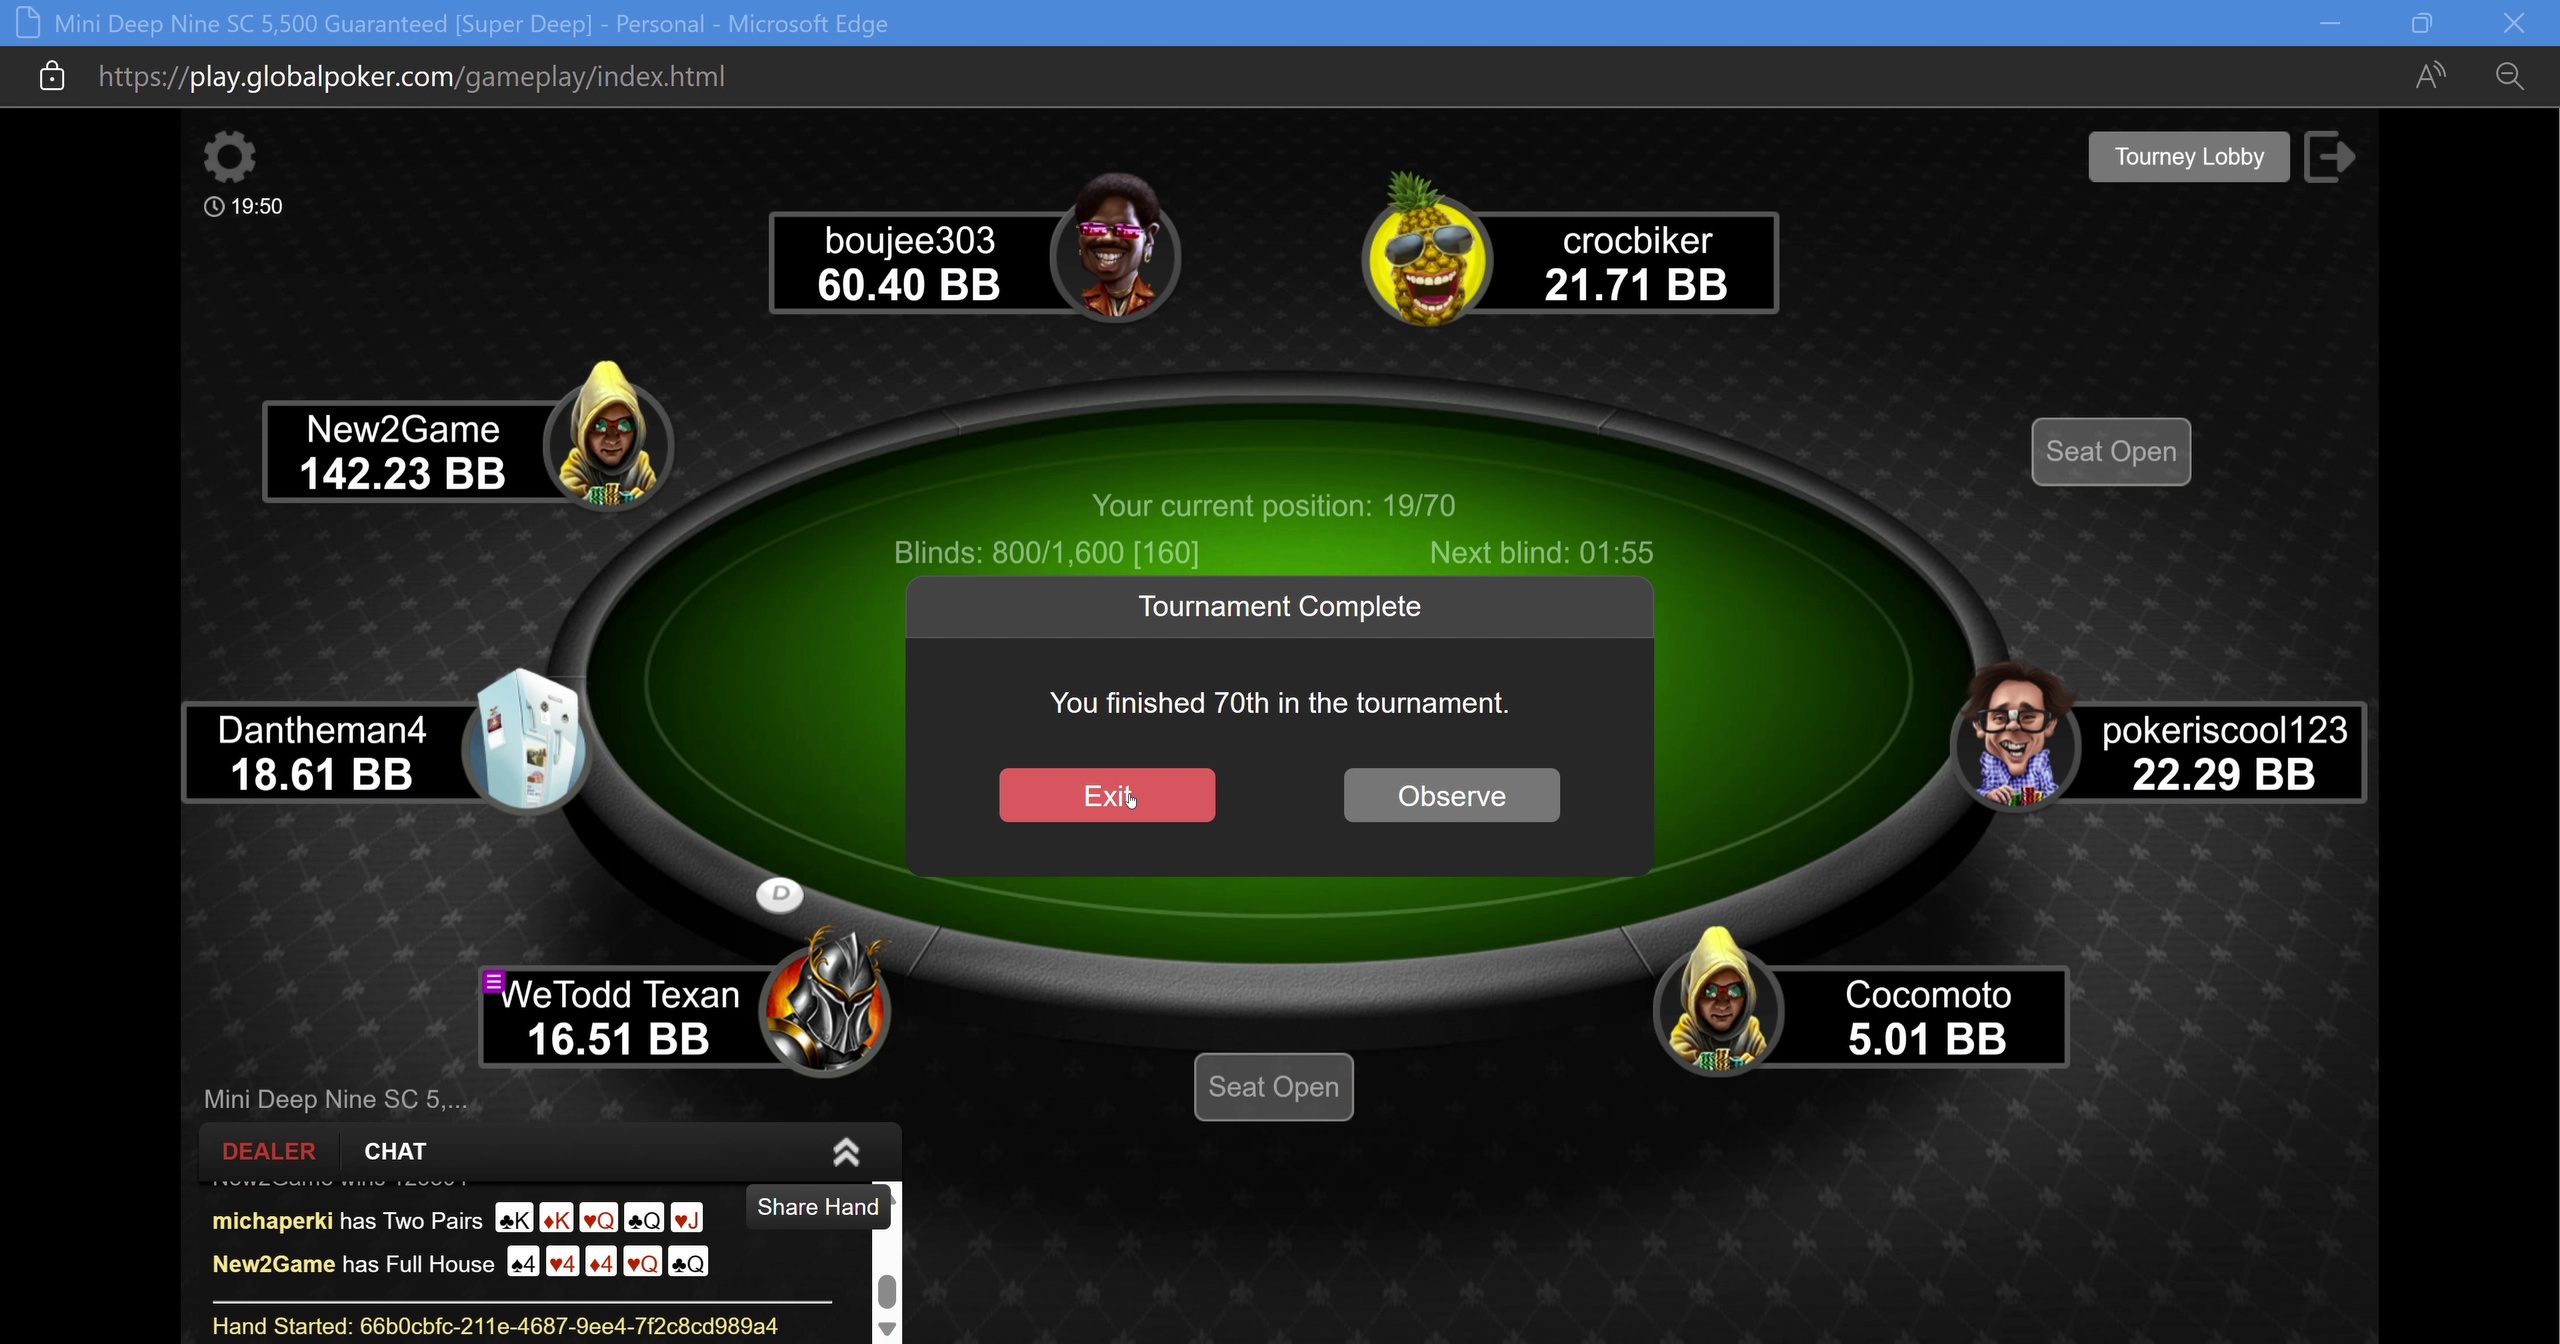 Mini Deep Nine SC 5,500 Guaranteed [Super Deep] - Personal - Microsoft Edge
https://play.globalpoker.com/gameplay/index.html
19:50
Tourney Lobby
boujee303
60.40 BB
crocbiker
21.71 BB
New2Game
142.23 BB
Seat Open
Your current position: 19/70
Blinds: 800/1,600 [160]
Next blind: 01:55
Tournament Complete
You finished 70th in the tournament.
Exit
Observe
Dantheman4
18.61 BB
pokeriscool123
22.29 BB
D
WeTodd Texan
16.51 BB
Cocomoto
5.01 BB
Seat Open
Mini Deep Nine SC 5,...
DEALER
CHAT
Share Hand
michaperki has Two Pairs ♣K ♦K ♥Q ♣Q ♥J
New2Game has Full House ♠4 ♥4 ♦4 ♥Q ♣Q
Hand Started: 66b0cbfc-211e-4687-9ee4-7f2c8cd989a4